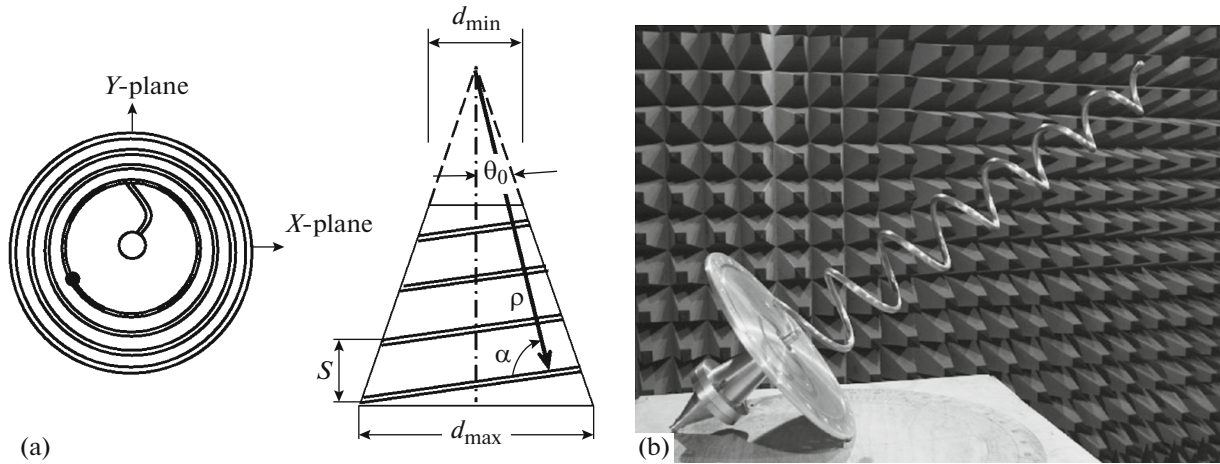 Y-plane
X-plane
d_min
θ_0
ρ
α
S
d_max
(a)
(b)